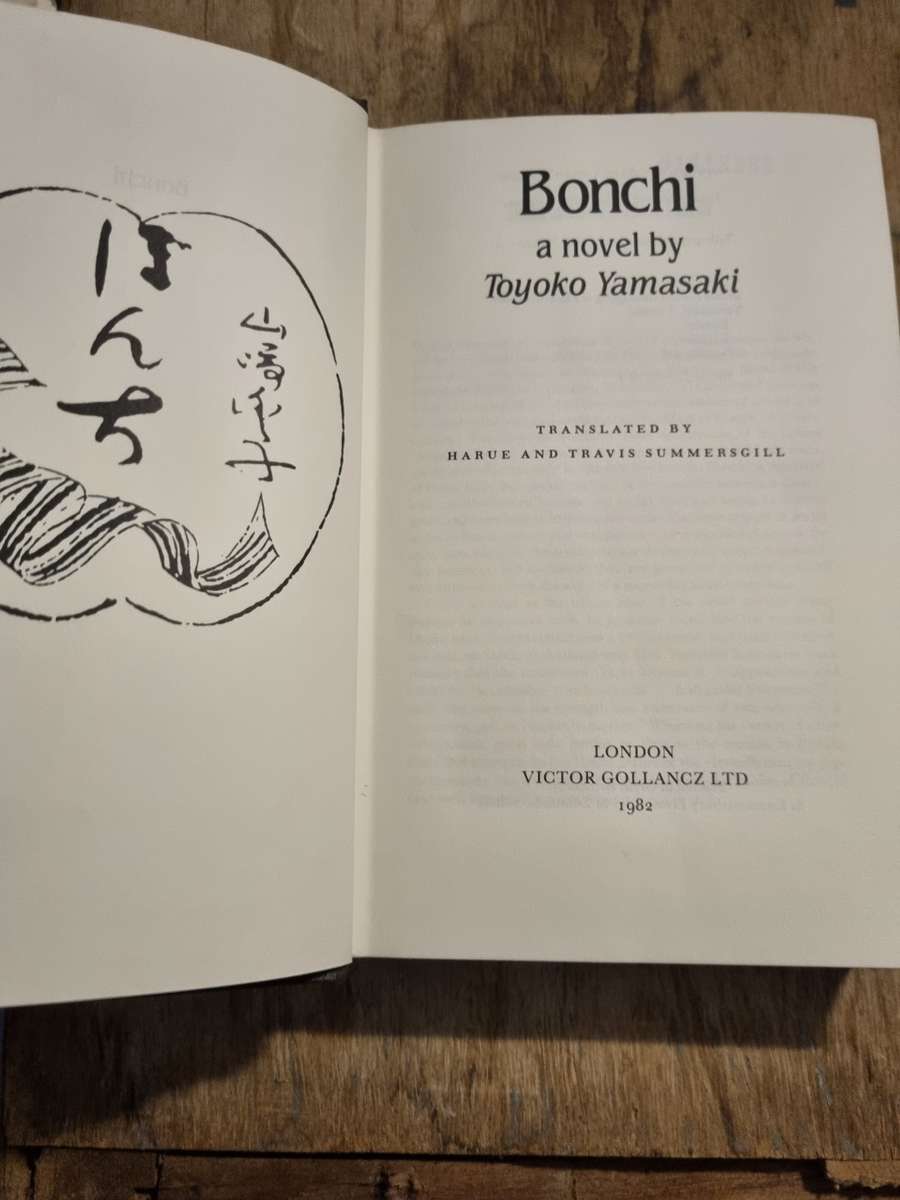 ぼんち
山崎豊子
Bonchi
a novel by
Toyoko Yamasaki
TRANSLATED BY
HARUE AND TRAVIS SUMMERSGILL
LONDON
VICTOR GOLLANCZ LTD
1982